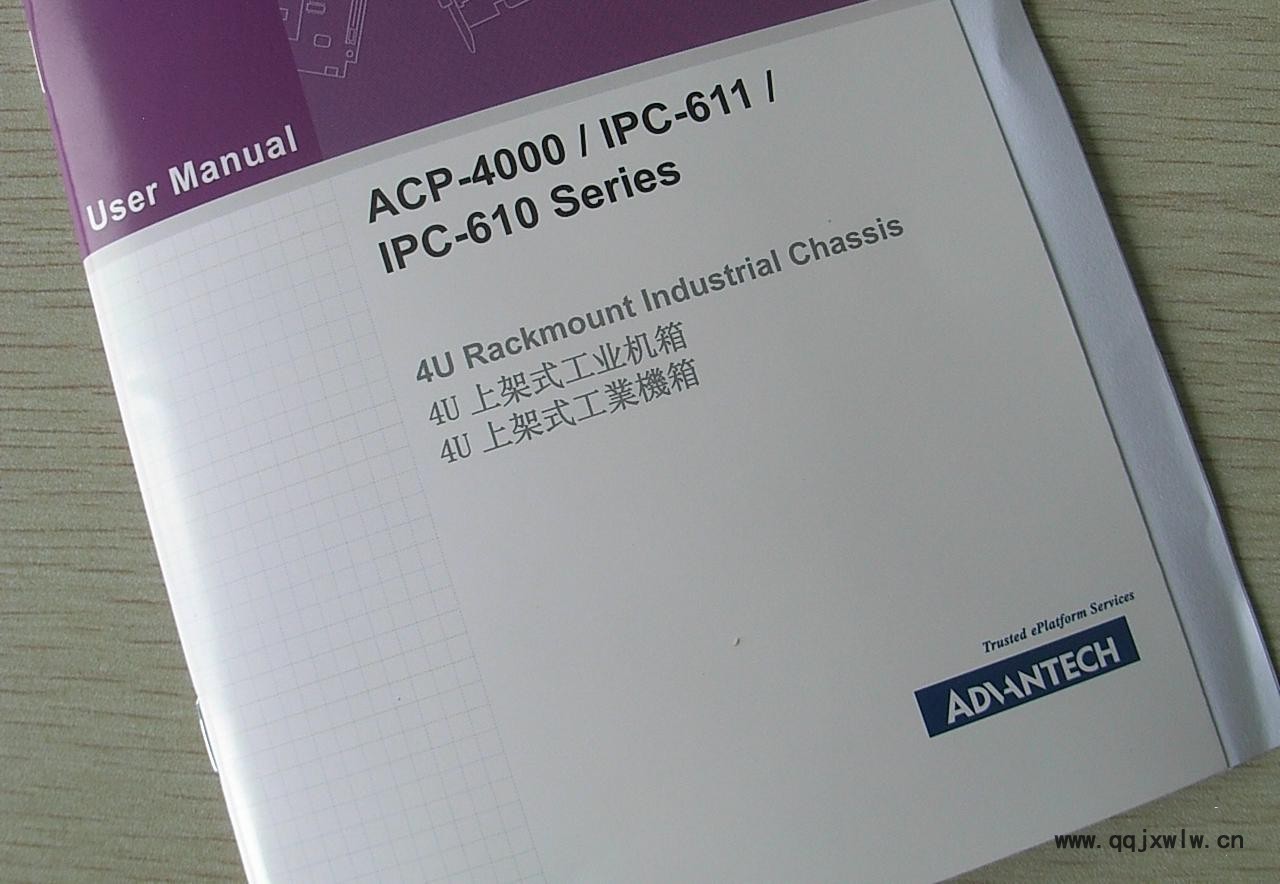 User Manual
ACP-4000 / IPC-611 /
IPC-610 Series
4U Rackmount Industrial Chassis
4U 上架式工业机箱
4U 上架式工業機箱
Trusted ePlatform Services
ADVANTECH
www.qqjxwlw.cn